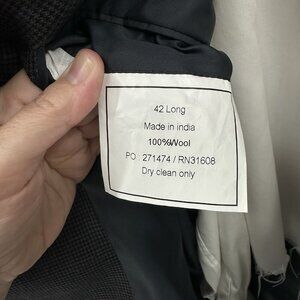 42 Long
Made in india
100%Wool
PO : 271474 / RN31608
Dry clean only